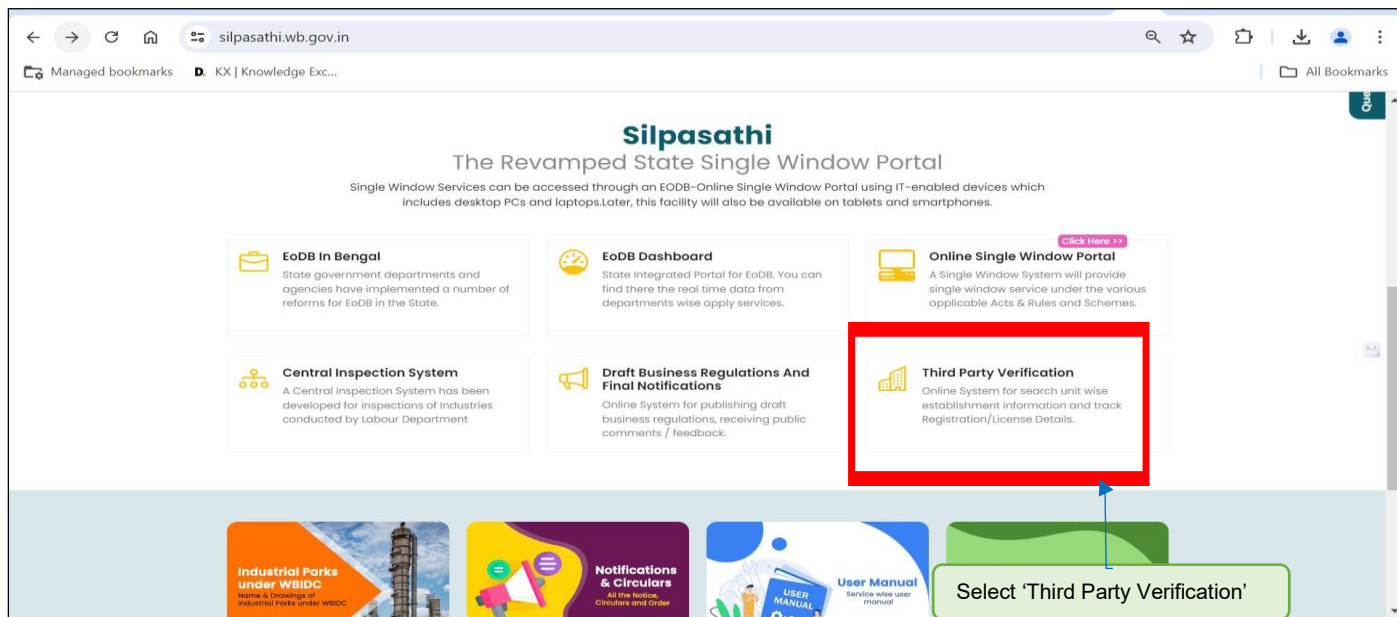 silpasathi.wb.gov.in
Managed bookmarks
D. KX | Knowledge Exc...
All Bookmarks
Que
Silpasathi
The Revamped State Single Window Portal
Single Window Services can be accessed through an EODB-Online Single Window Portal using IT-enabled devices which
includes desktop PCs and laptops.Later, this facility will also be available on tablets and smartphones.
EoDB In Bengal
State government departments and
agencies have implemented a number of
reforms for EoDB in the State.
EoDB Dashboard
State Integrated Portal for EoDB. You can
find there the real time data from
departments wise apply services.
Click Here >>
Online Single Window Portal
A Single Window System will provide
single window service under the various
applicable Acts & Rules and Schemes.
Central Inspection System
A Central Inspection System has been
developed for inspections of Industries
conducted by Labour Department
Draft Business Regulations And
Final Notifications
Online System for publishing draft
business regulations, receiving public
comments / feedback.
Third Party Verification
Online System for search unit wise
establishment information and track
Registration/License Details.
Industrial Parks
under WBIDC
Name & Drawings of
Industrial Parks under WBIDC
Notifications
& Circulars
All the Notice,
Circulars and Order
USER
MANUAL
User Manual
Service wise user
manual
Select ‘Third Party Verification’